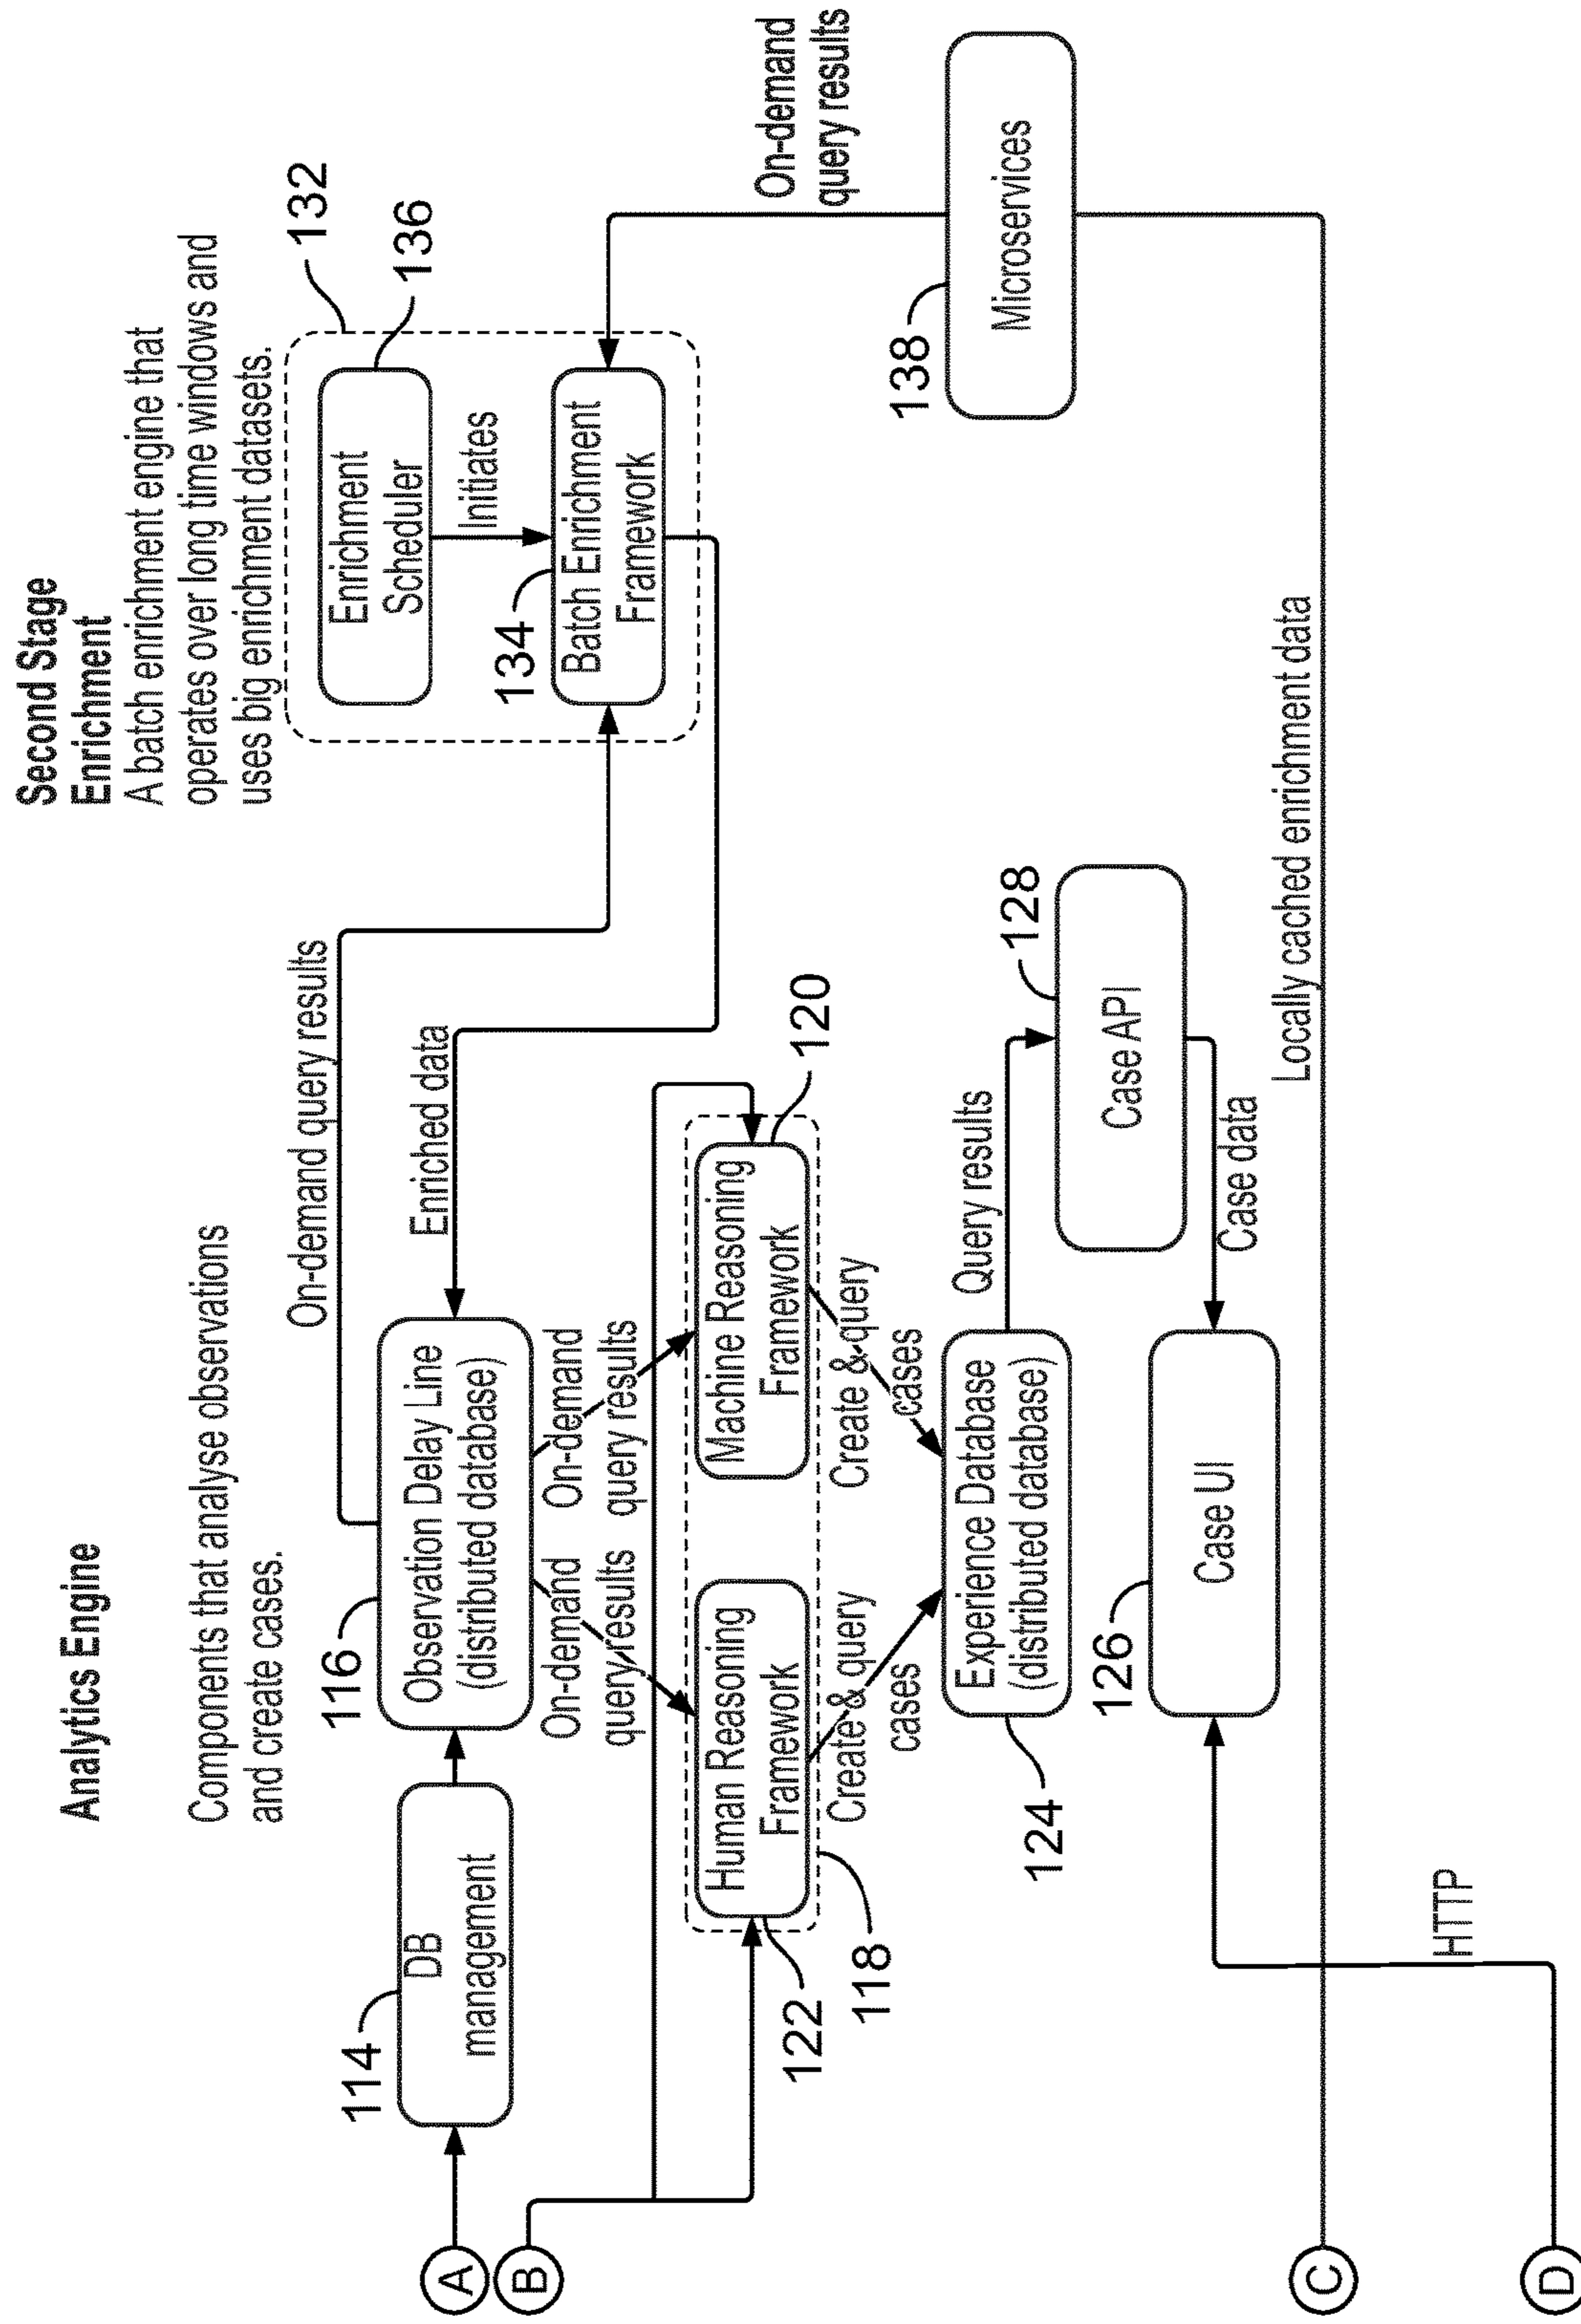 Analytics Engine
Components that analyse observations
and create cases.
Second Stage
Enrichment
A batch enrichment engine that
operates over long time windows and
uses big enrichment datasets.
132
136
Enrichment
Scheduler
Initiates
134
Batch Enrichment
Framework
On-demand query results
Enriched data
116
Observation Delay Line
(distributed database)
114
DB
management
A
B
On-demand
query results
On-demand
query results
Human Reasoning
Framework
Machine Reasoning
Framework
120
122
118
Create & query
cases
Create & query
cases
On-demand
query results
138
Microservices
124
Experience Database
(distributed database)
Query results
128
Case API
Case data
126
Case UI
Locally cached enrichment data
C
HTTP
D